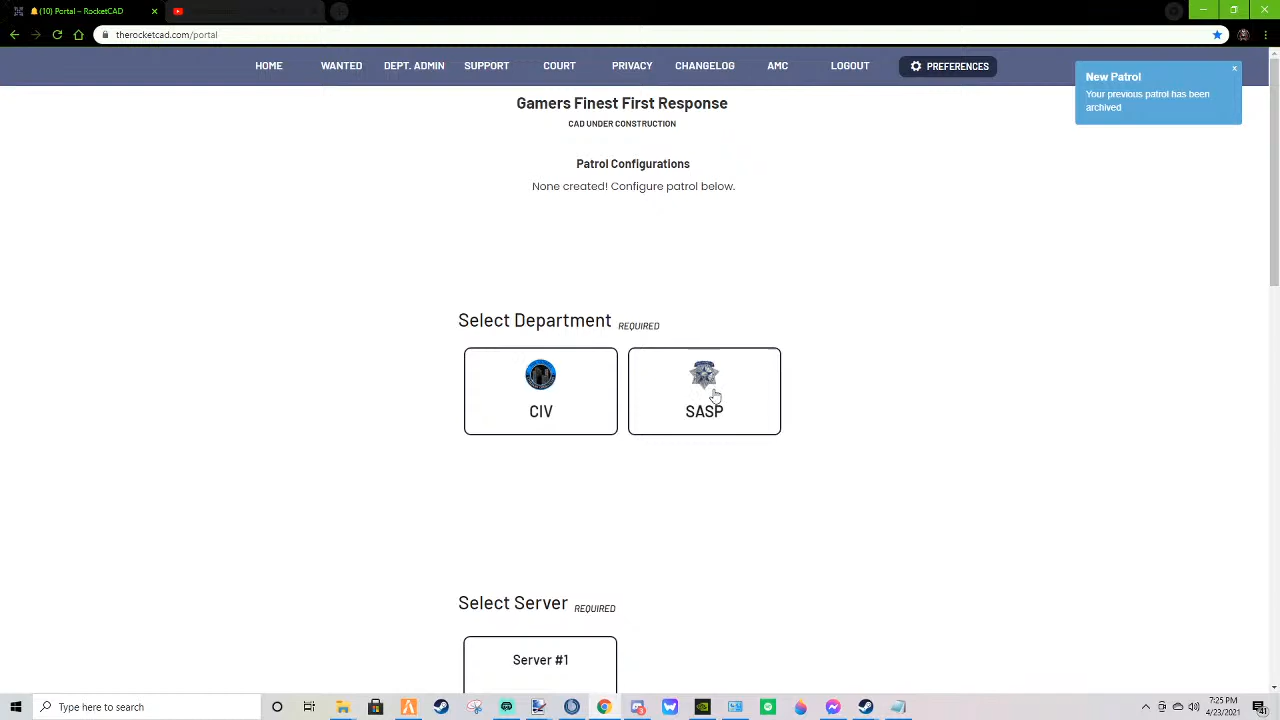 (10) Portal – RocketCAD
therocketcad.com/portal
HOME WANTED DEPT. ADMIN SUPPORT COURT PRIVACY CHANGELOG AMC LOGOUT PREFERENCES
New Patrol
x
Your previous patrol has been
archived
Gamers Finest First Response
CAD UNDER CONSTRUCTION
Patrol Configurations
None created! Configure patrol below.
Select Department REQUIRED
CIV
SASP
Select Server REQUIRED
Server #1
Type here to search
7:25 PM
4/23/2021